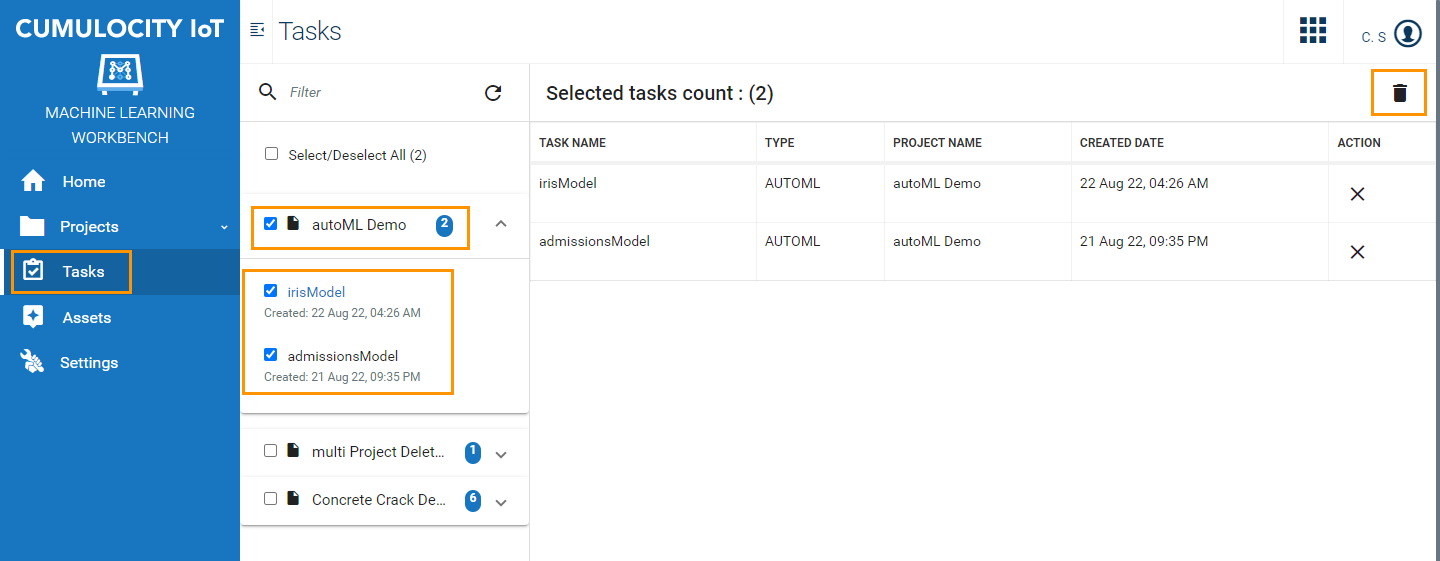 CUMULOCITY IoT
MACHINE LEARNING
WORKBENCH
Home
Projects
Tasks
Assets
Settings
Tasks
C. S
Filter
Select/Deselect All (2)
autoML Demo 2
irisModel
Created: 22 Aug 22, 04:26 AM
admissionsModel
Created: 21 Aug 22, 09:35 PM
multi Project Delet... 1
Concrete Crack De... 6
Selected tasks count : (2)
TASK NAME TYPE PROJECT NAME CREATED DATE ACTION
irisModel AUTOML autoML Demo 22 Aug 22, 04:26 AM
admissionsModel AUTOML autoML Demo 21 Aug 22, 09:35 PM